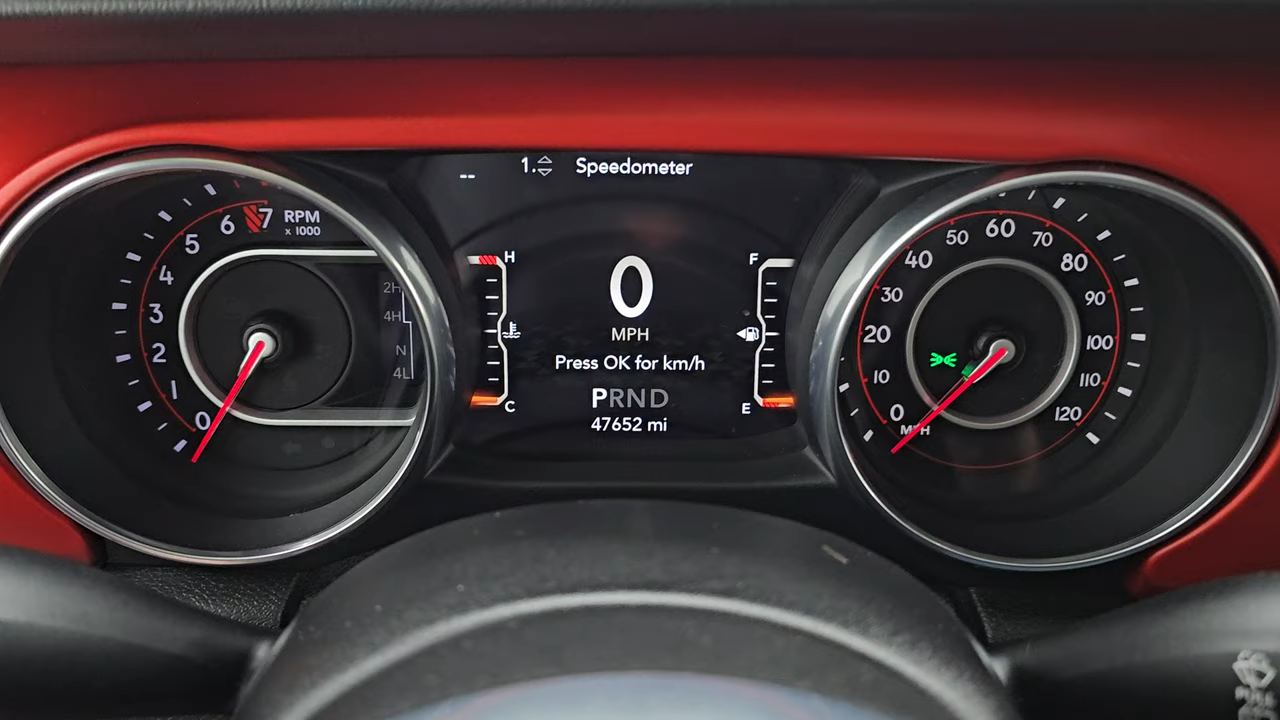 -- 1. Speedometer
0 1 2 3 4 5 6 7
RPM
x 1000
2H
4H
N
4L
H
C
0
MPH
Press OK for km/h
PRND
47652 mi
F
E
0 10 20 30 40 50 60 70 80 90 100 110 120
MPH
PULL